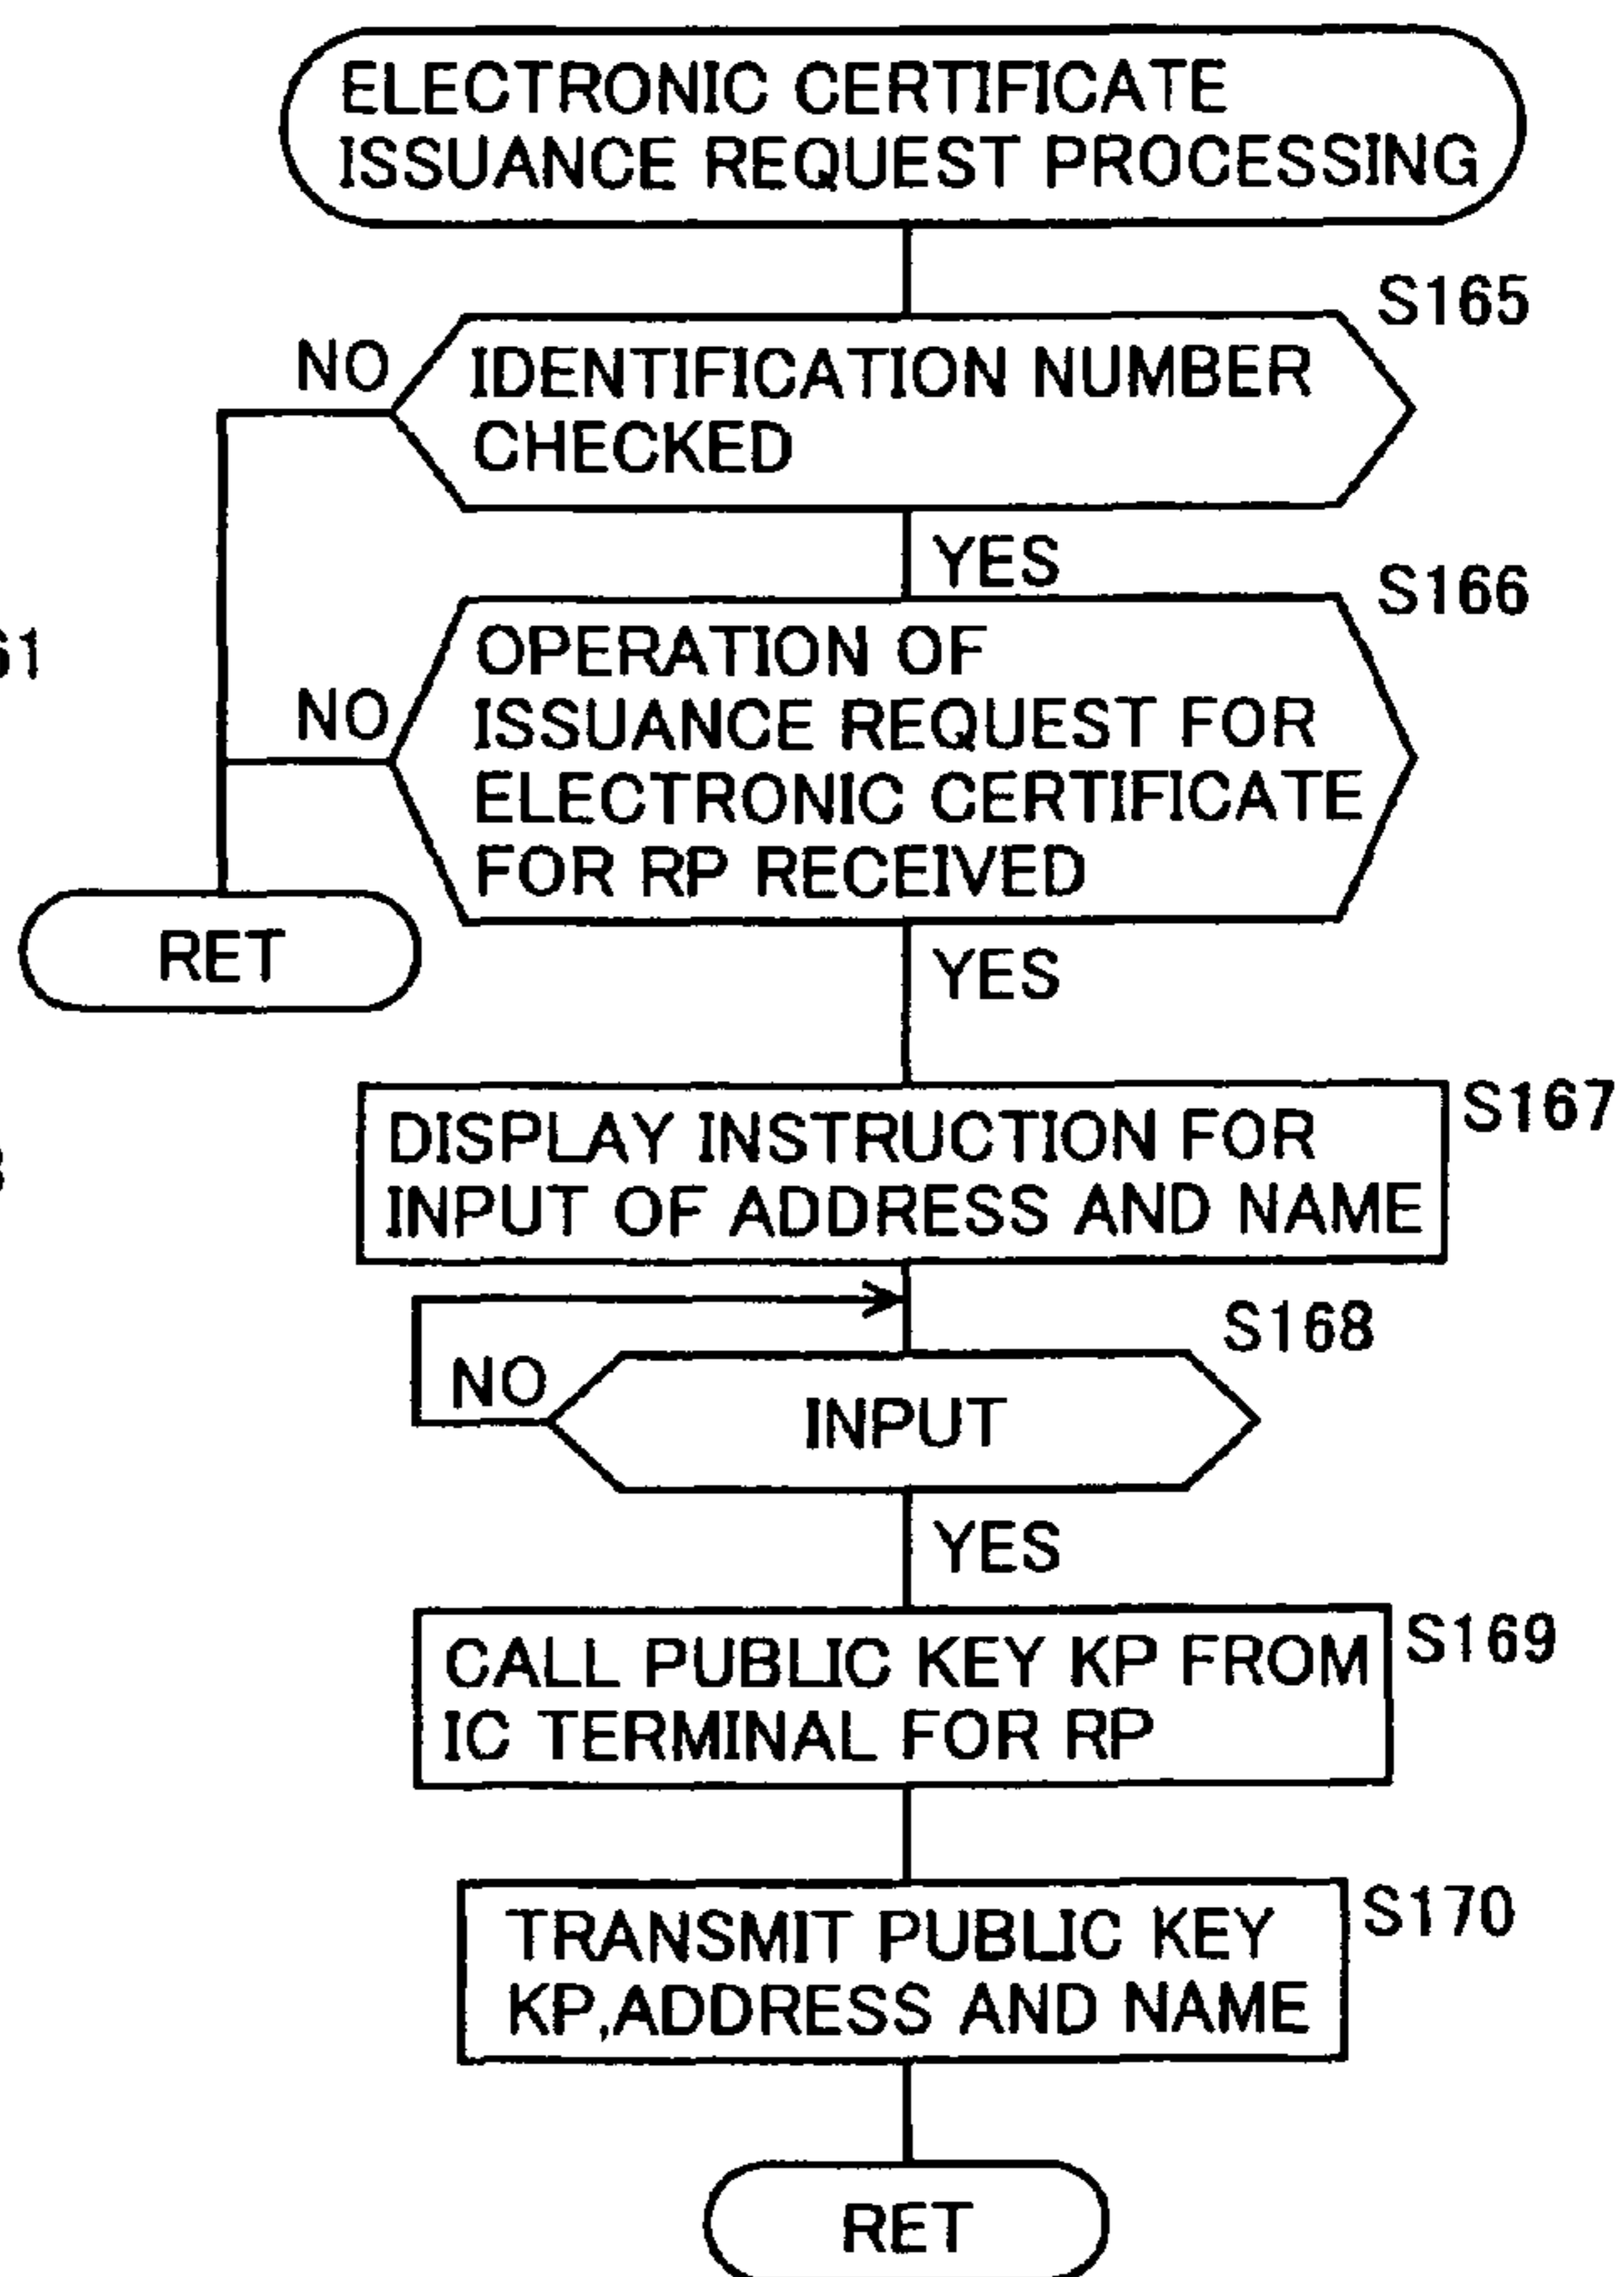 ELECTRONIC CERTIFICATE
ISSUANCE REQUEST PROCESSING
S165
NO
IDENTIFICATION NUMBER
CHECKED
YES
S166
61
NO
OPERATION OF
ISSUANCE REQUEST FOR
ELECTRONIC CERTIFICATE
FOR RP RECEIVED
RET
YES
S167
DISPLAY INSTRUCTION FOR
INPUT OF ADDRESS AND NAME
S168
NO
INPUT
YES
S169
CALL PUBLIC KEY KP FROM
IC TERMINAL FOR RP
S170
TRANSMIT PUBLIC KEY
KP,ADDRESS AND NAME
RET